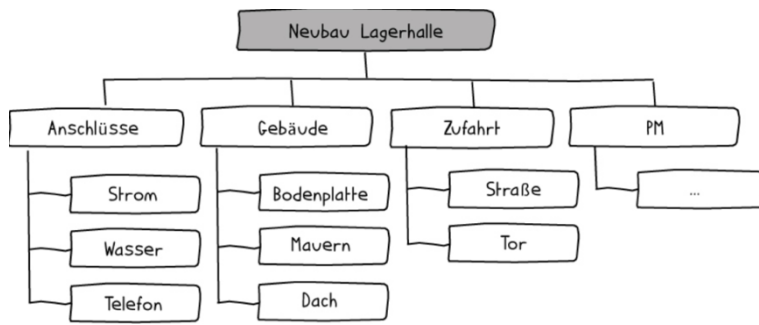 Neubau Lagerhalle
Anschlüsse
Gebäude
Zufahrt
PM
Strom
Bodenplatte
Straße
...
Wasser
Mauern
Tor
Telefon
Dach